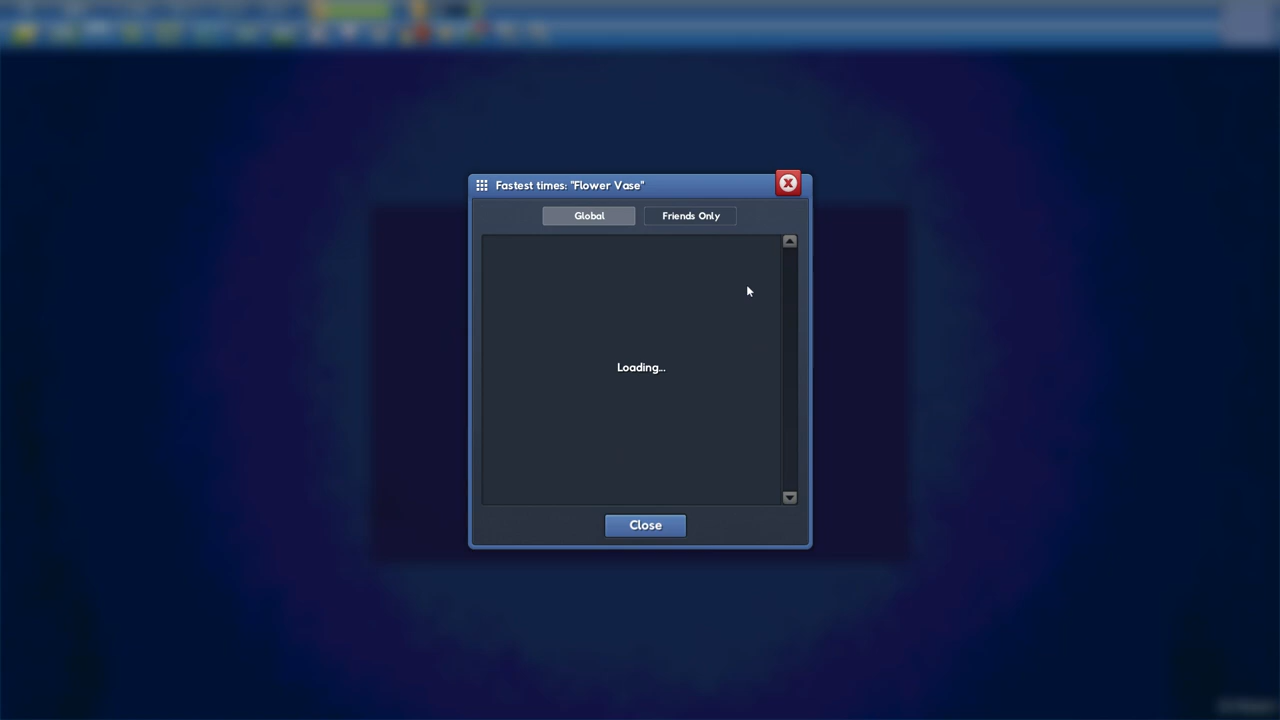 Fastest times: "Flower Vase"
Global
Friends Only
Loading...
Close